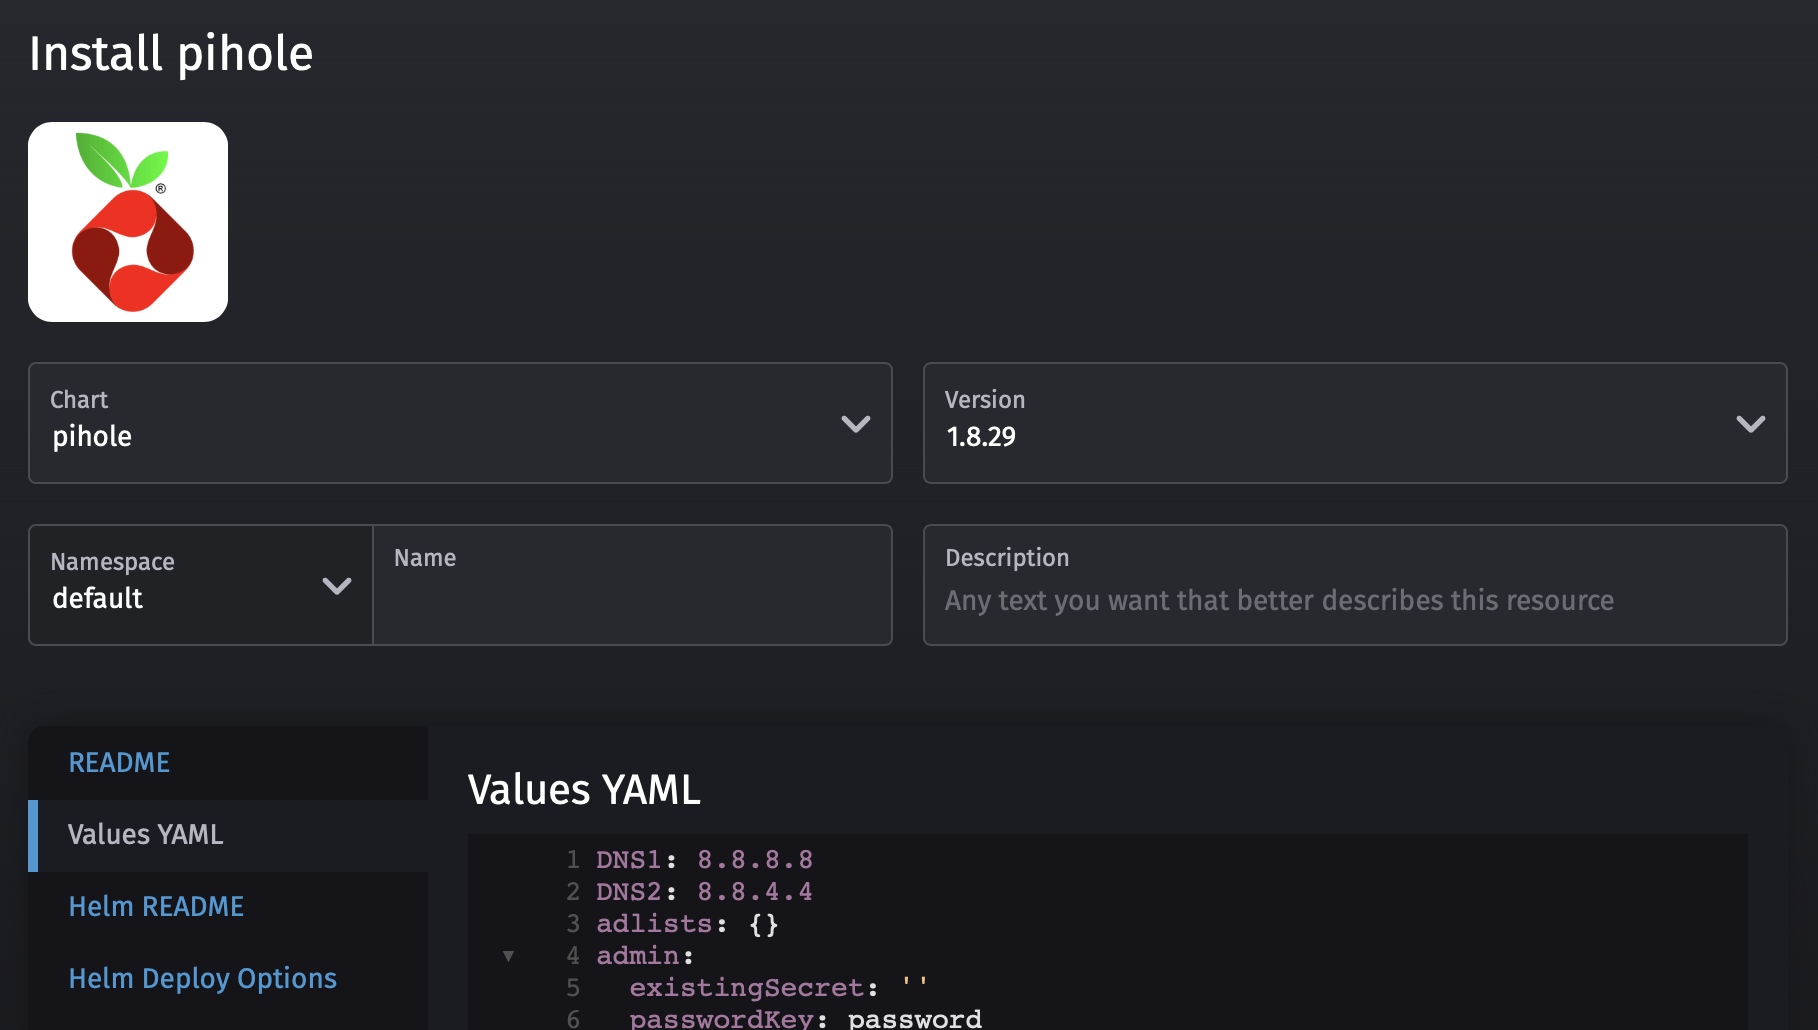 Install pihole
®
Chart
pihole
Version
1.8.29
Namespace
default
Name
Description
Any text you want that better describes this resource
README
Values YAML
Helm README
Helm Deploy Options
Values YAML
1 DNS1: 8.8.8.8
2 DNS2: 8.8.4.4
3 adlists: {}
4 admin:
5   existingSecret: ''
6   passwordKey: password